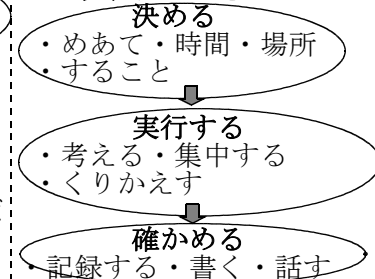 決める
・めあて・時間・場所
・すること
実行する
・考える・集中する
・くりかえす
確かめる
・記録する・書く・話す